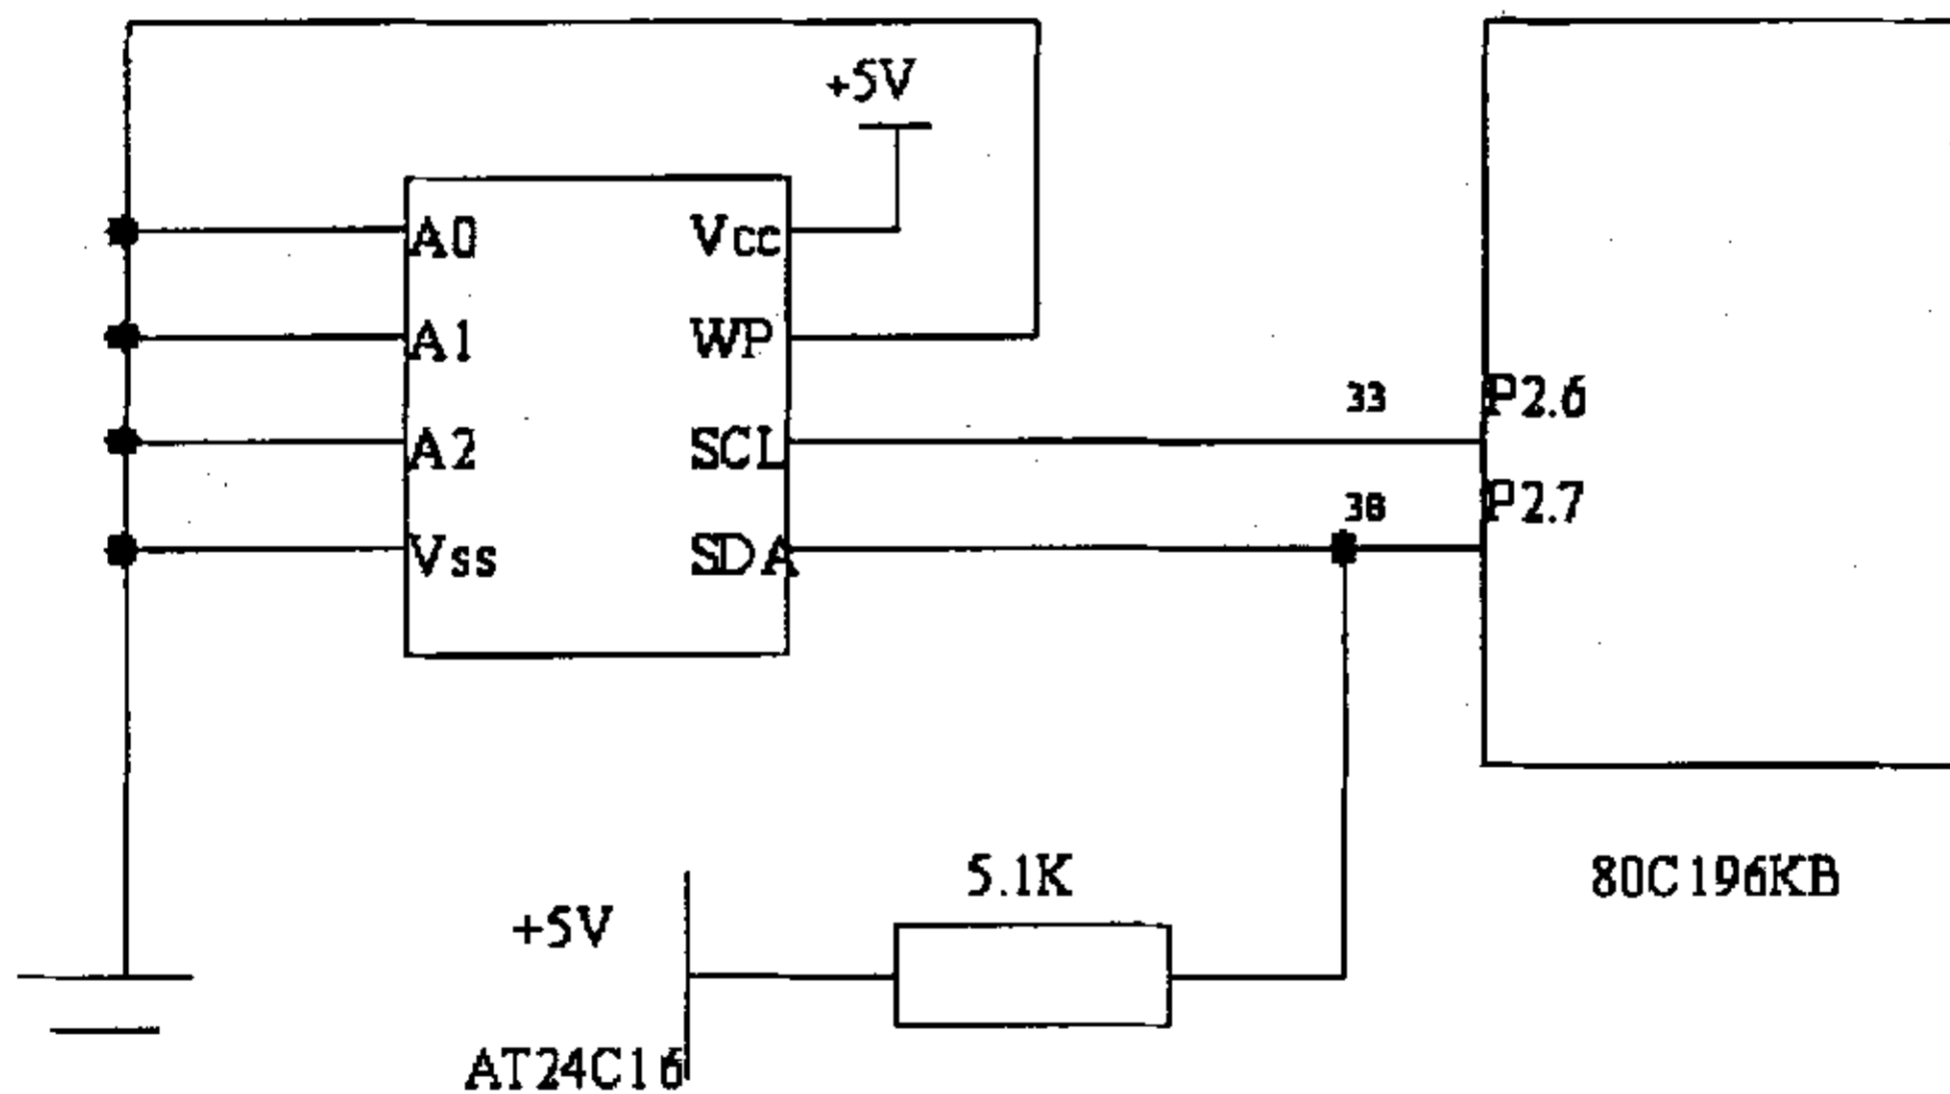 +5V
A0 Vcc
A1 WP
33 P2.6
A2 SCL
38 P2.7
Vss SDA
5.1K
80C196KB
+5V
AT24C16